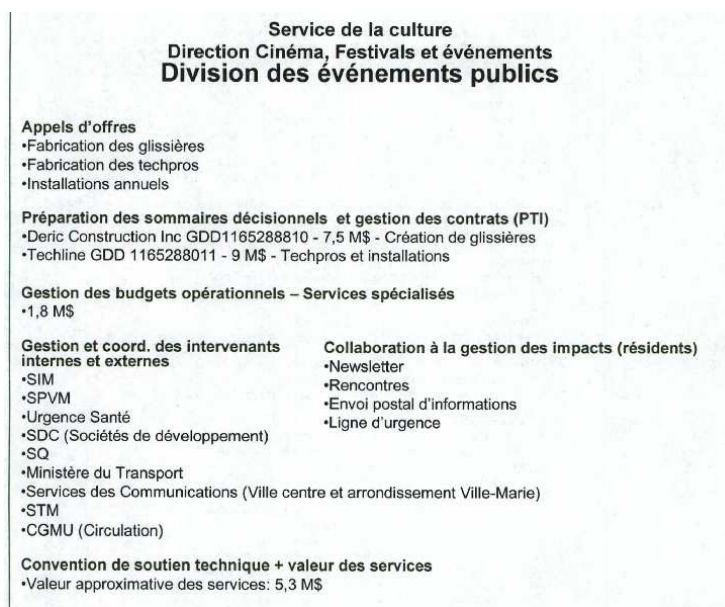 Service de la culture
Direction Cinéma, Festivals et événements
Division des événements publics
Appels d'offres
•Fabrication des glissières
•Fabrication des techpros
•Installations annuels
Préparation des sommaires décisionnels et gestion des contrats (PTI)
•Deric Construction Inc GDD1165288810 - 7,5 M$ - Création de glissières
•Techline GDD 1165288011 - 9 M$ - Techpros et installations
Gestion des budgets opérationnels – Services spécialisés
•1,8 M$
Gestion et coord. des intervenants
internes et externes
•SIM
•SPVM
•Urgence Santé
•SDC (Sociétés de développement)
•SQ
•Ministère du Transport
•Services des Communications (Ville centre et arrondissement Ville-Marie)
•STM
•CGMU (Circulation)
Collaboration à la gestion des impacts (résidents)
•Newsletter
•Rencontres
•Envoi postal d'informations
•Ligne d'urgence
Convention de soutien technique + valeur des services
•Valeur approximative des services: 5,3 M$